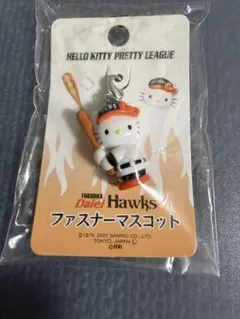 HELLO KITTY PRETTY LEAGUE
FUKUOKA
Daiei Hawks
ファスナーマスコット
©1976, 2001 SANRIO CO., LTD.
TOKYO, JAPAN Ⓛ
©FDH